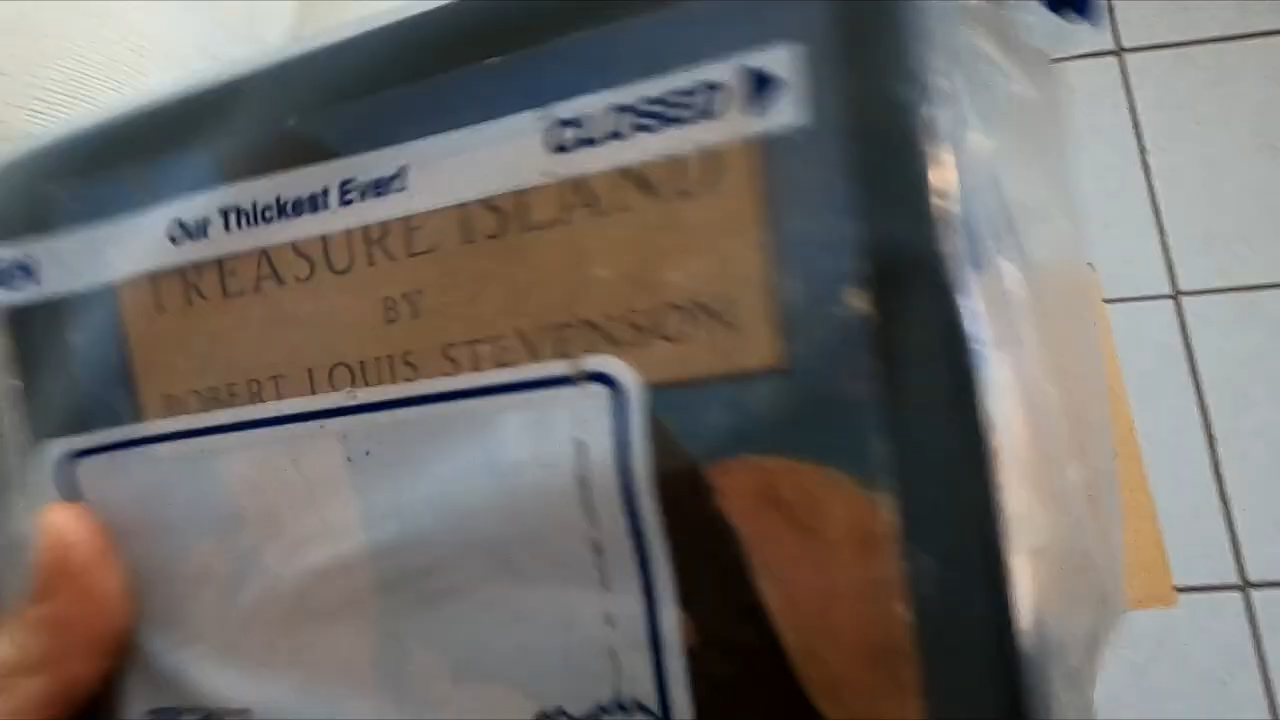 CLOSED
Our Thickest Ever!
TREASURE ISLAND
BY
ROBERT LOUIS STEVENSON